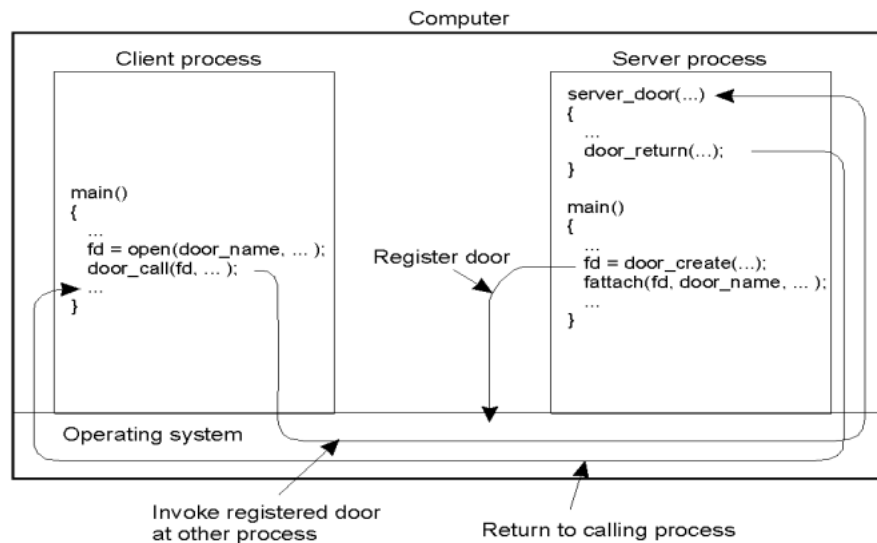 Computer
Client process
main()
{
...
fd = open(door_name, ... );
door_call(fd, ... );
...
}
Server process
server_door(...)
{
...
door_return(...);
}
main()
{
...
fd = door_create(...);
fattach(fd, door_name, ... );
...
}
Register door
Operating system
Invoke registered door
at other process
Return to calling process